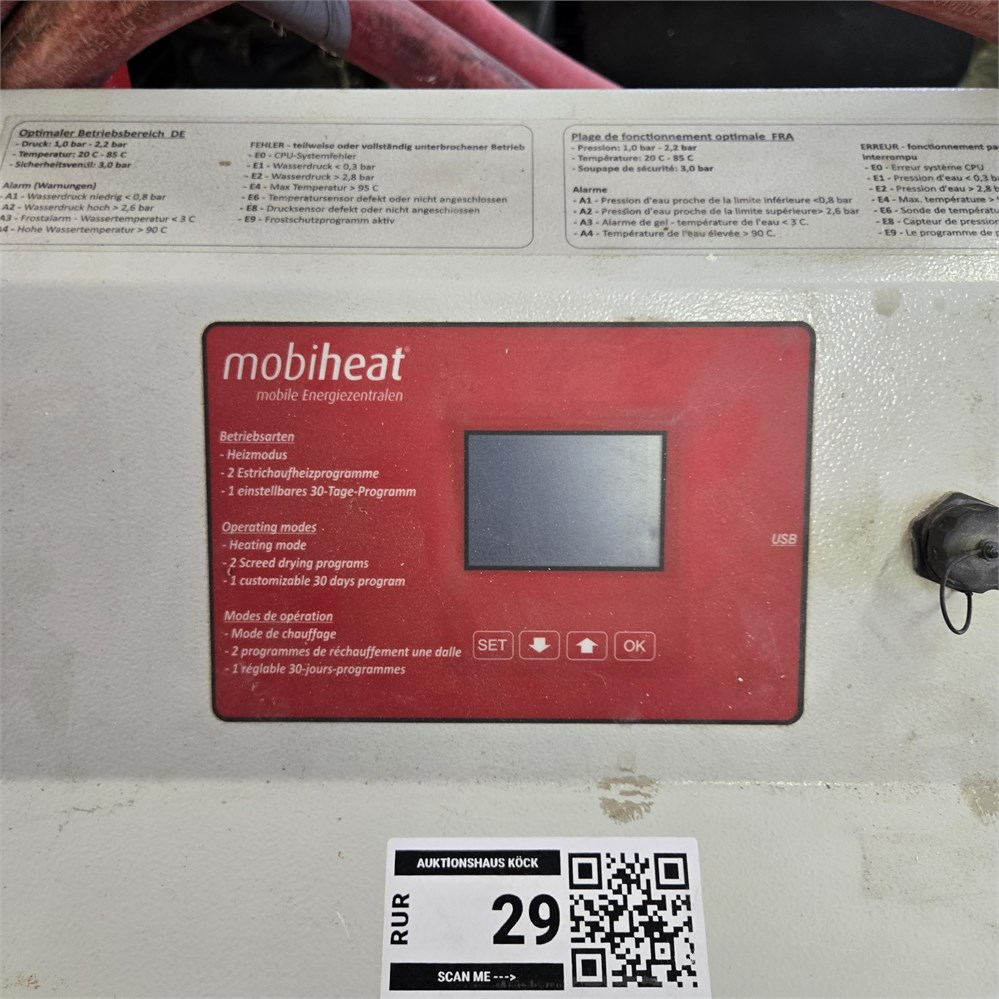 Optimaler Betriebsbereich DE
- Druck: 1,0 bar - 2,2 bar
- Temperatur: 20 C - 85 C
- Sicherheitsventil: 3,0 bar
Alarm (Warnungen)
- A1 - Wasserdruck niedrig < 0,8 bar
- A2 - Wasserdruck hoch > 2,6 bar
A3 - Frostalarm - Wassertemperatur < 3 C
A4 - Hohe Wassertemperatur > 90 C
FEHLER - teilweise oder vollständig unterbrochener Betrieb
- E0 - CPU-Systemfehler
- E1 - Wasserdruck < 0,3 bar
- E2 - Wasserdruck > 2,8 bar
- E4 - Max Temperatur > 95 C
- E6 - Temperatursensor defekt oder nicht angeschlossen
- E8 - Drucksensor defekt oder nicht angeschlossen
- E9 - Frostschutzprogramm aktiv
Plage de fonctionnement optimale FRA
- Pression: 1,0 bar - 2,2 bar
- Température: 20 C - 85 C
- Soupape de sécurité: 3,0 bar
Alarme
- A1 - Pression d'eau proche de la limite inférieure <0,8 bar
- A2 - Pression d'eau proche de la limite supérieure> 2,6 bar
- A3 - Alarme de gel - température de l'eau < 3 C.
- A4 - Température de l'eau élevée > 90 C.
ERREUR - fonctionnement pa
interrompu
- E0 - Erreur système CPU
- E1 - Pression d'eau < 0,3 b
- E2 - Pression d'eau > 2,8 b
- E4 - Max. température >
- E6 - Sonde de températu
- E8 - Capteur de pression
- E9 - Le programme de p
mobiheat
mobile Energiezentralen
Betriebsarten
- Heizmodus
- 2 Estrichaufheizprogramme
- 1 einstellbares 30-Tage-Programm
Operating modes
- Heating mode
- 2 Screed drying programs
- 1 customizable 30 days program
Modes de opération
- Mode de chauffage
- 2 programmes de réchauffement une dalle
- 1 réglable 30-jours-programmes
USB
SET
OK
AUKTIONSHAUS KÖCK
RUR
29
SCAN ME --->